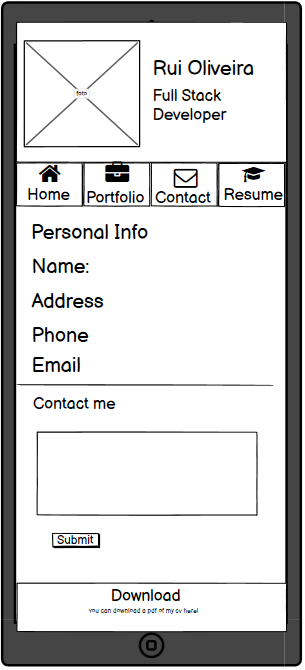 foto
Rui Oliveira
Full Stack
Developer
Home
Portfolio
Contact
Resume
Personal Info
Name:
Address
Phone
Email
Contact me
Submit
Download
You can download a pdf of my cv here!